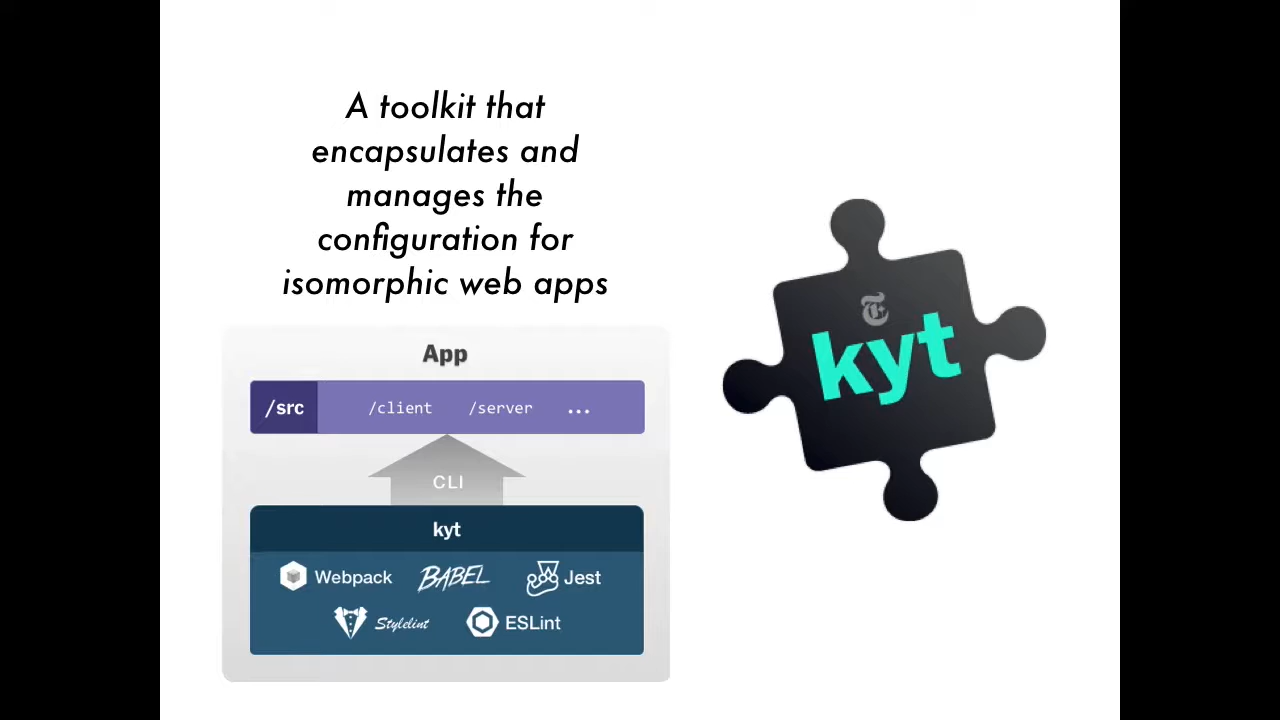 A toolkit that
encapsulates and
manages the
configuration for
isomorphic web apps
App
/src /client /server ...
CLI
kyt
Webpack BABEL Jest
Stylelint ESLint
T
kyt